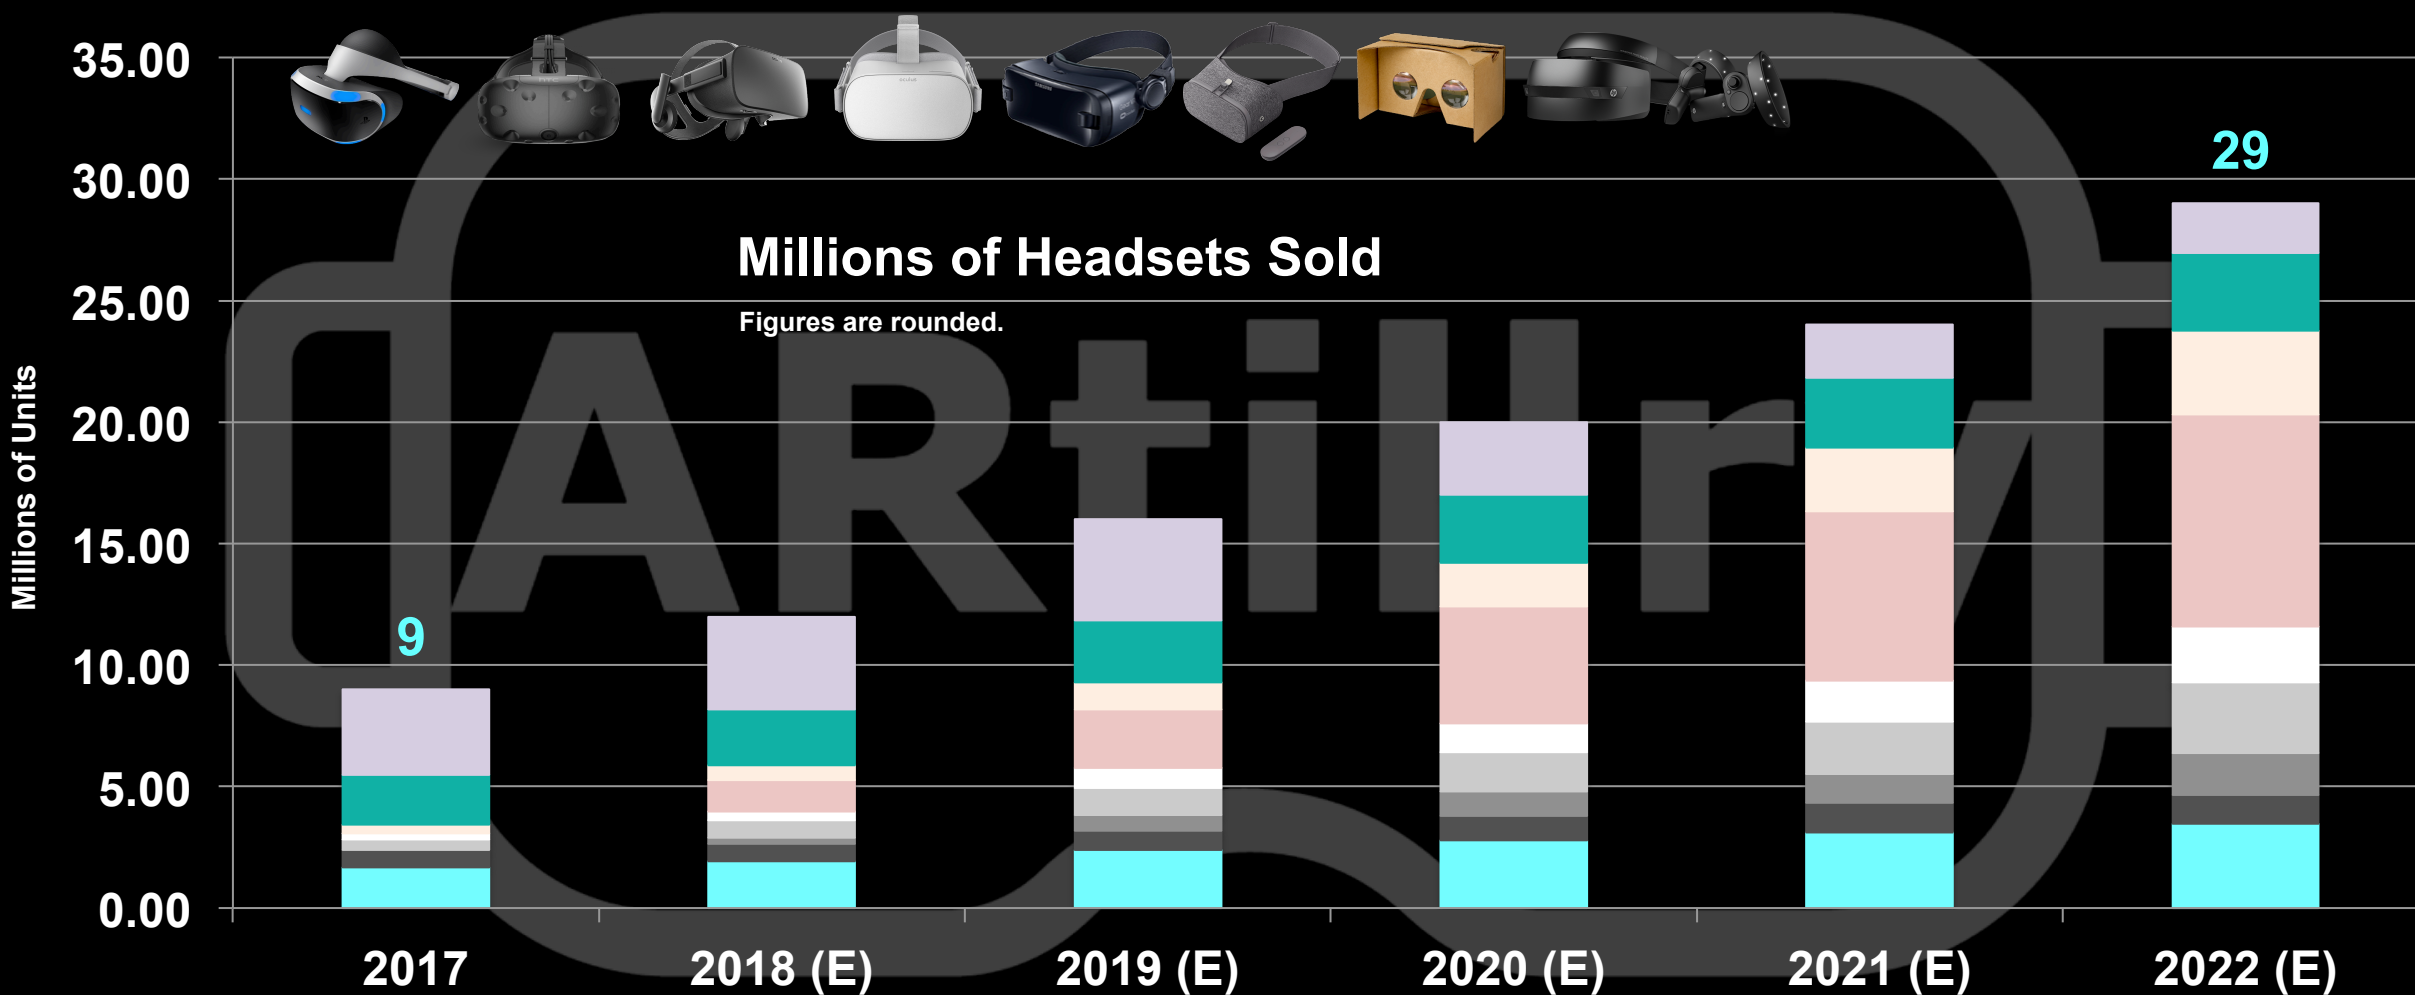 35.00
30.00
25.00
20.00
15.00
10.00
5.00
0.00
Millions of Units
Millions of Headsets Sold
Figures are rounded.
ARtillry
9
29
2017
2018 (E)
2019 (E)
2020 (E)
2021 (E)
2022 (E)